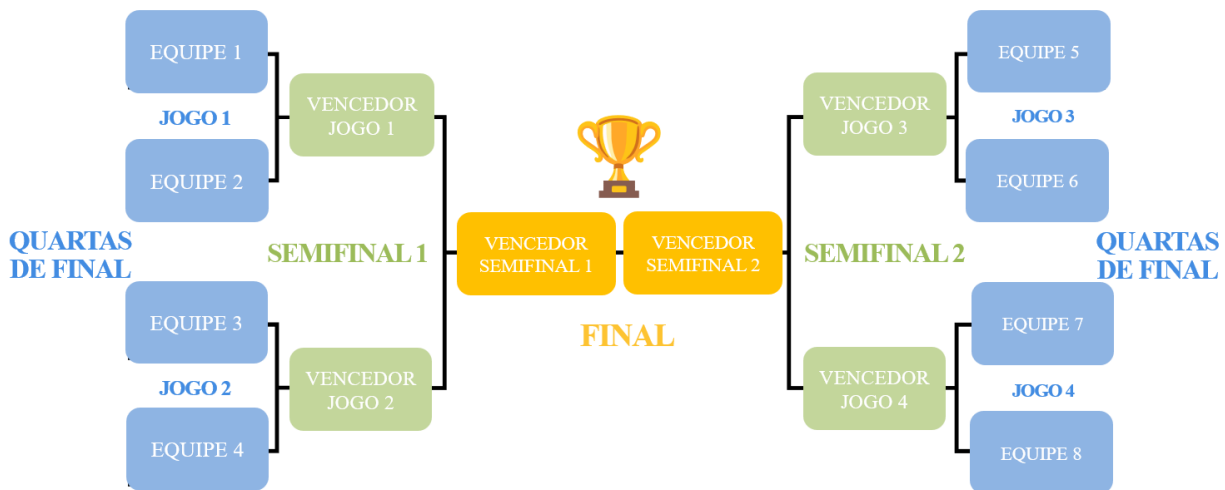 EQUIPE 1
JOGO 1
EQUIPE 2
VENCEDOR
JOGO 1
QUARTAS
DE FINAL
SEMIFINAL 1
EQUIPE 3
JOGO 2
EQUIPE 4
VENCEDOR
JOGO 2
VENCEDOR
SEMIFINAL 1
VENCEDOR
SEMIFINAL 2
FINAL
VENCEDOR
JOGO 3
EQUIPE 5
JOGO 3
EQUIPE 6
SEMIFINAL 2
QUARTAS
DE FINAL
VENCEDOR
JOGO 4
EQUIPE 7
JOGO 4
EQUIPE 8